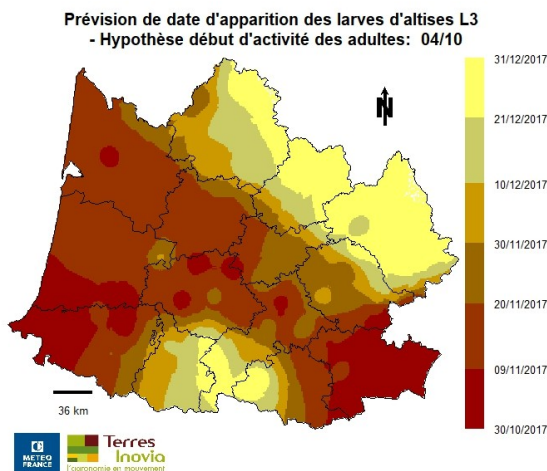 Prévision de date d'apparition des larves d'altises L3
- Hypothèse début d'activité des adultes: 04/10
N
31/12/2017
21/12/2017
10/12/2017
30/11/2017
20/11/2017
09/11/2017
30/10/2017
36 km
METEO
FRANCE
Terres
Inovia
l'agronomie en mouvement